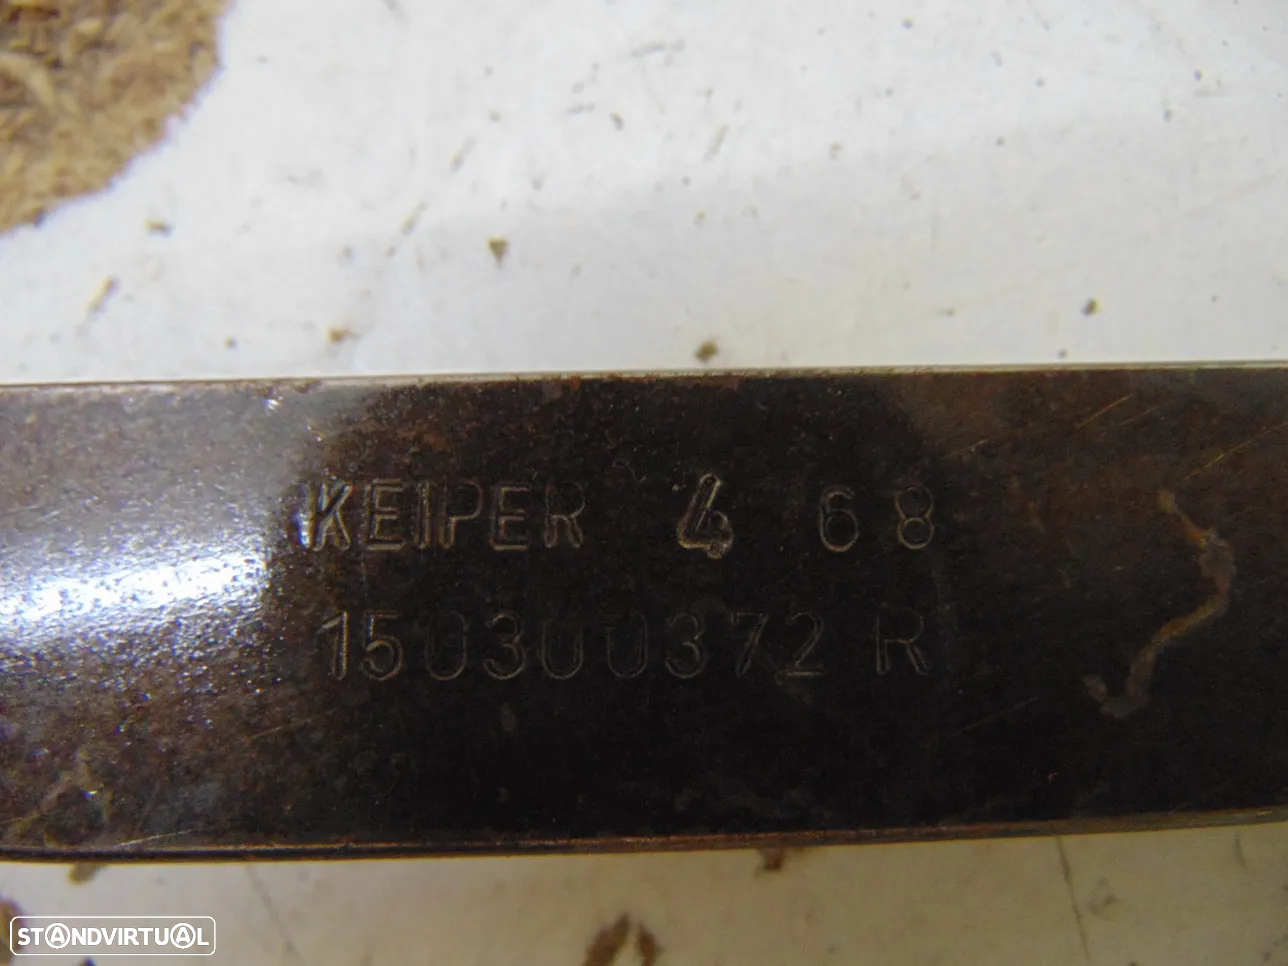 KEIPER 4 68
150300372 R
STANDVIRTUAL